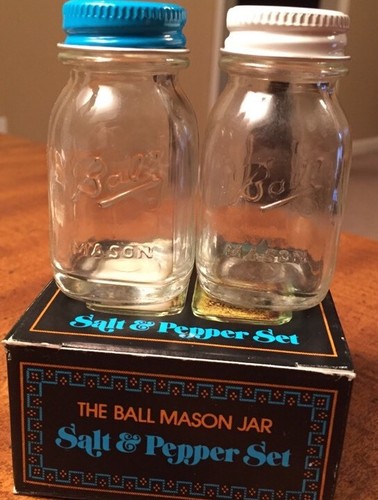 Ball
MASON
Ball
MASON
Salt & Pepper Set
THE BALL MASON JAR
Salt & Pepper Set